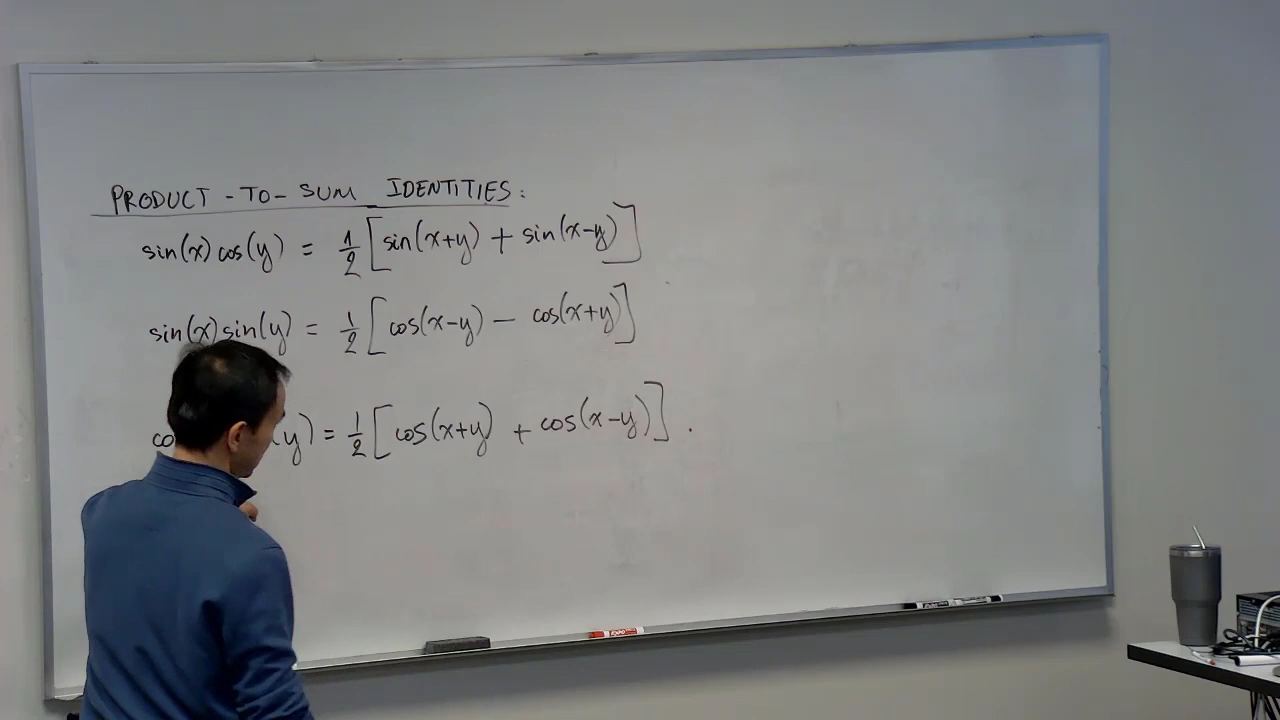 PRODUCT-TO-SUM IDENTITIES:
sin(x)cos(y) = 1/2[sin(x+y) + sin(x-y)]
sin(x)sin(y) = 1/2[cos(x-y) - cos(x+y)]
co (y) = 1/2[cos(x+y) + cos(x-y)].